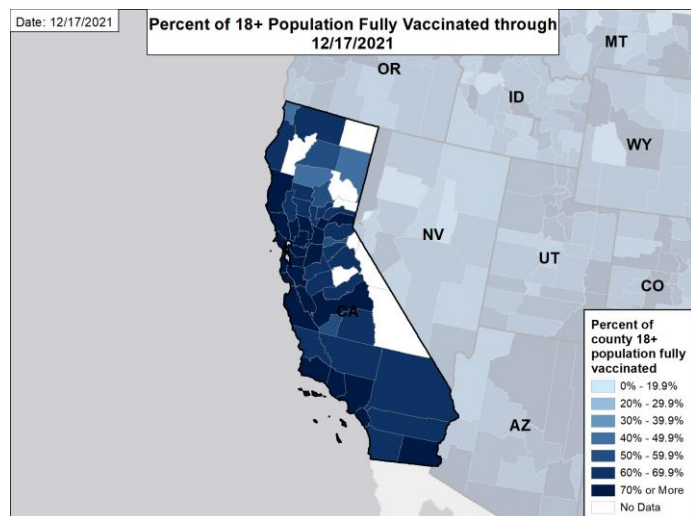 Date: 12/17/2021
Percent of 18+ Population Fully Vaccinated through
12/17/2021
MT
OR
ID
WY
NV
UT
CO
CA
AZ
Percent of
county 18+
population fully
vaccinated
0% - 19.9%
20% - 29.9%
30% - 39.9%
40% - 49.9%
50% - 59.9%
60% - 69.9%
70% or More
No Data